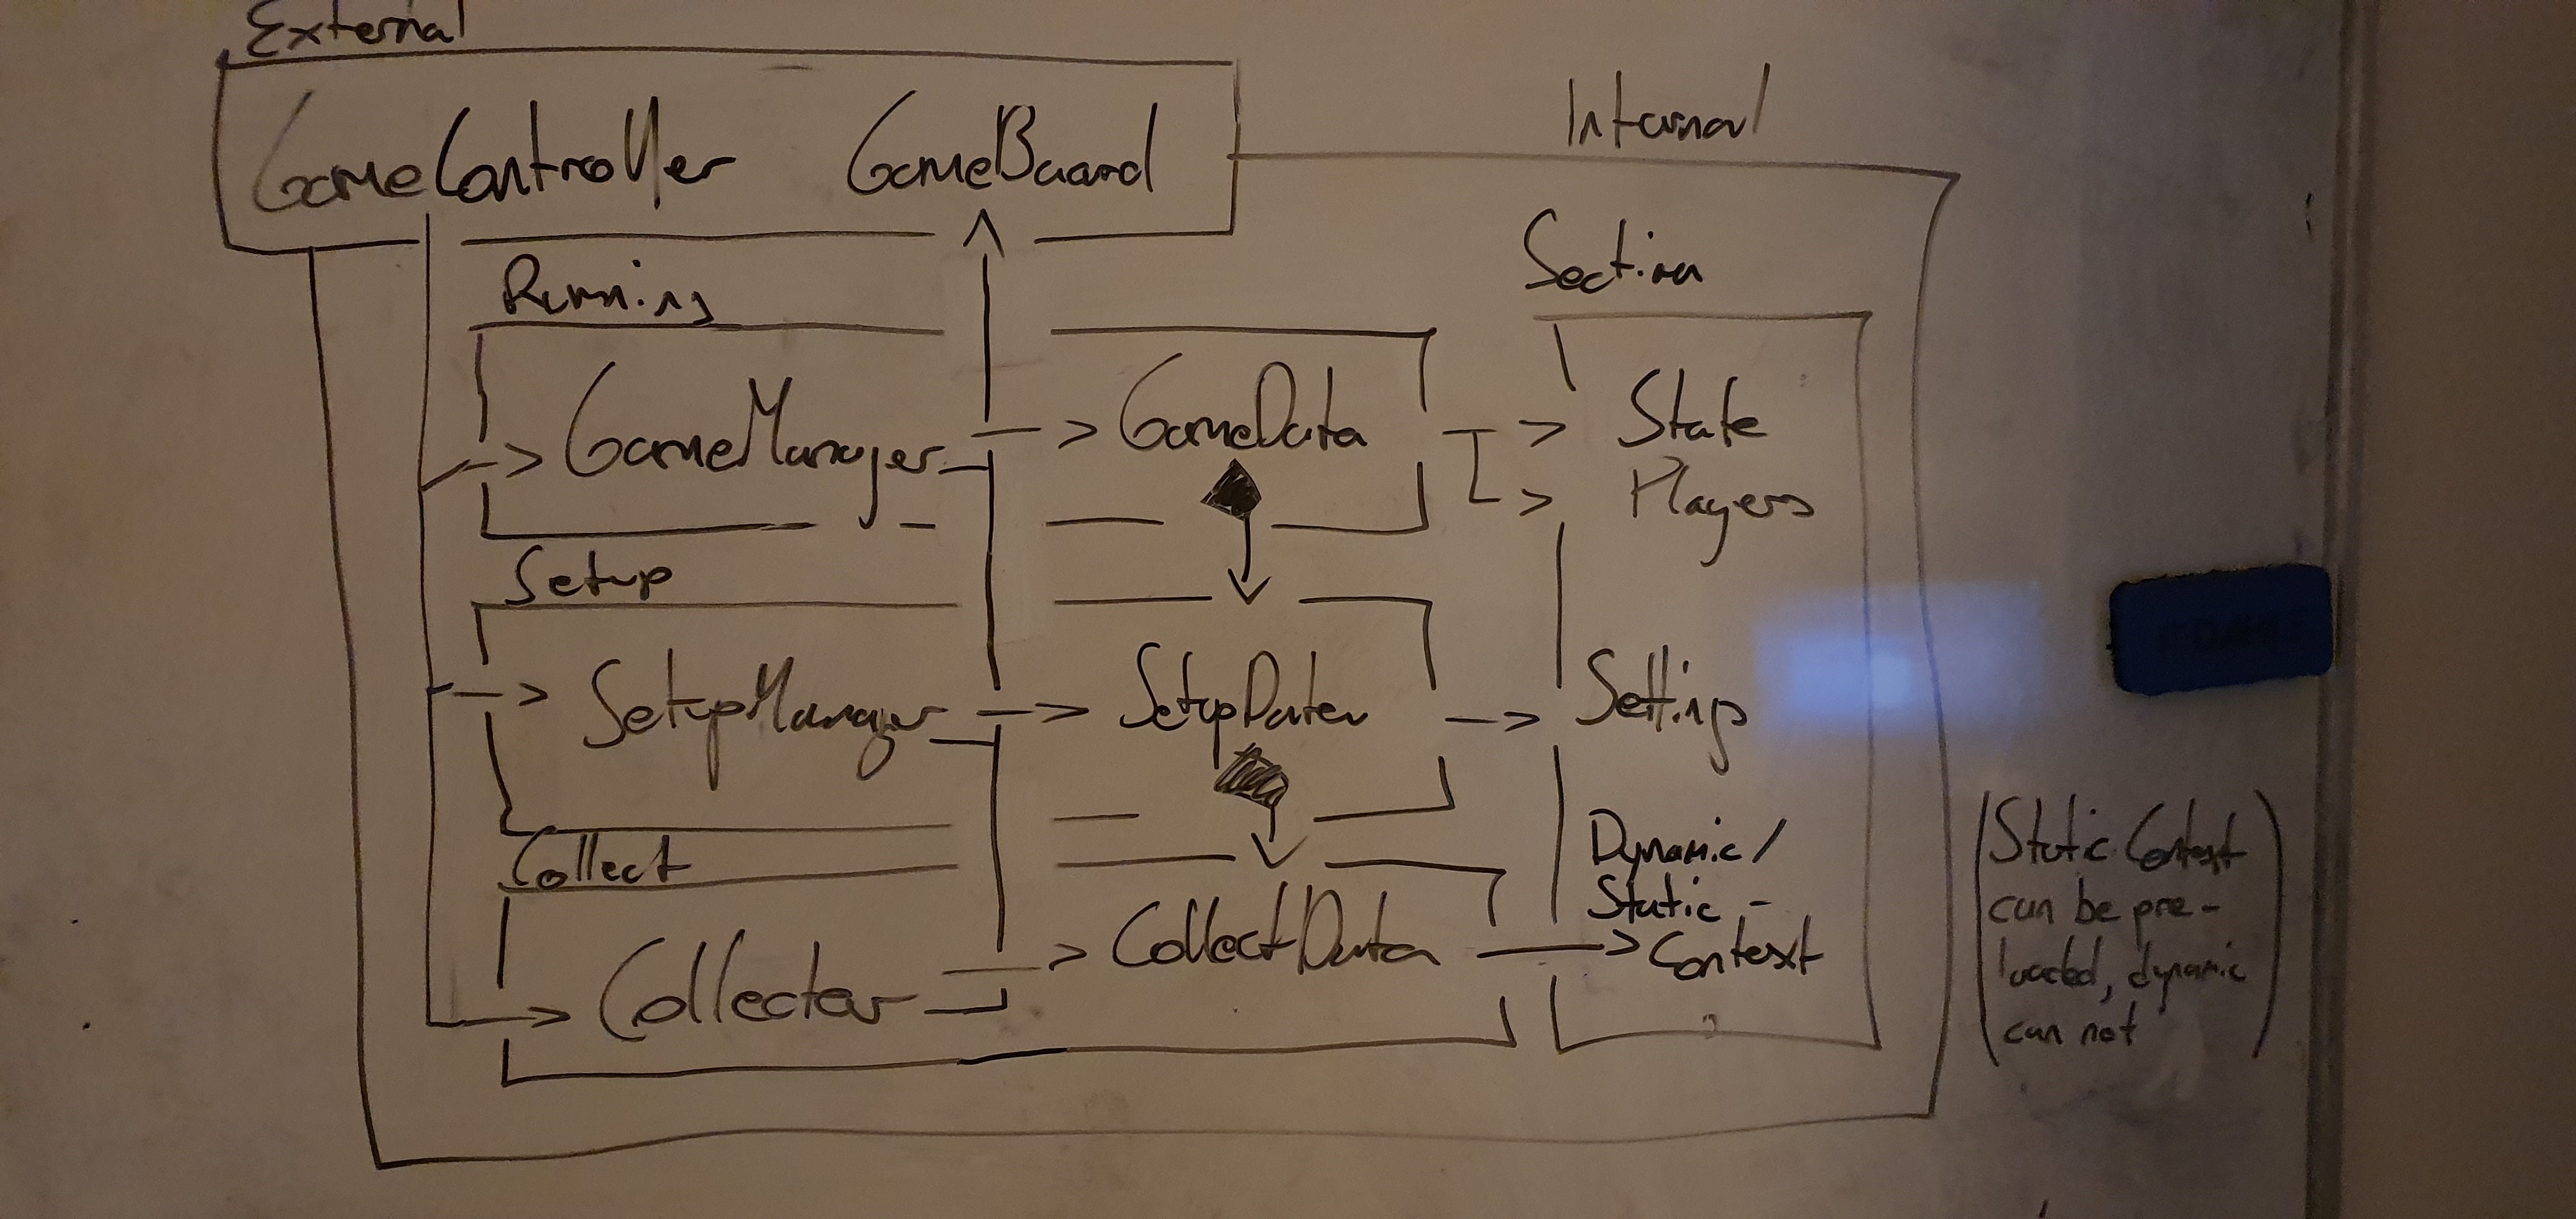 External
GameController GameBoard
Internal
Running
Section
GameManager GameData State
Players
Setup
SetupManager SetupData Settings
Collect
Dynamic/
Static-
Collector CollectData Context
(Static Context
can be pre-
loaded, dynamic
can not)